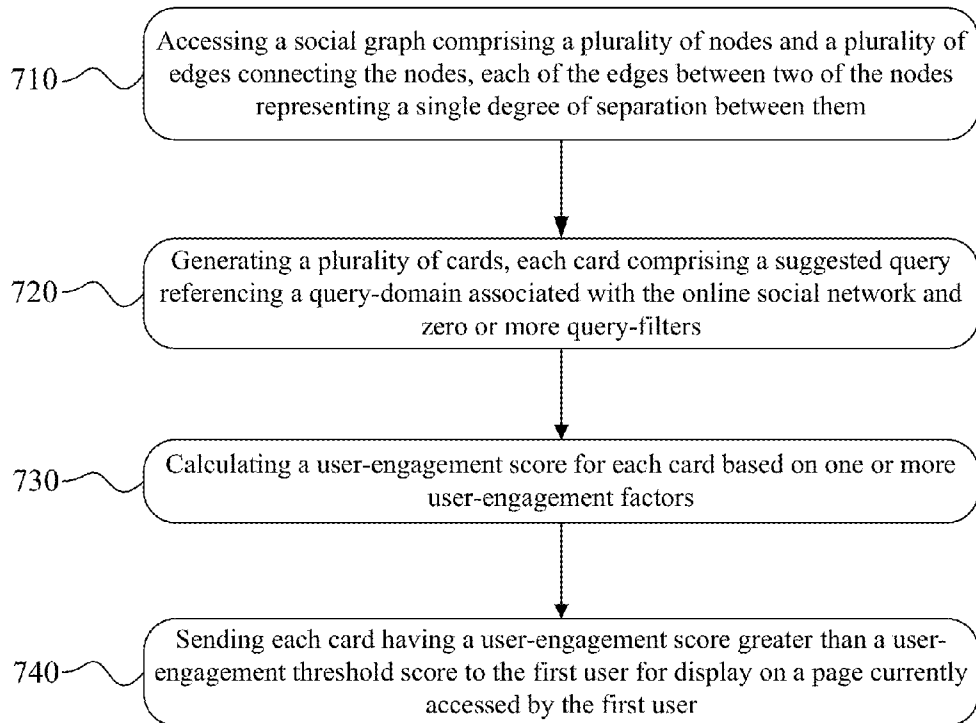 710
Accessing a social graph comprising a plurality of nodes and a plurality of
edges connecting the nodes, each of the edges between two of the nodes
representing a single degree of separation between them
720
Generating a plurality of cards, each card comprising a suggested query
referencing a query-domain associated with the online social network and
zero or more query-filters
730
Calculating a user-engagement score for each card based on one or more
user-engagement factors
740
Sending each card having a user-engagement score greater than a user-
engagement threshold score to the first user for display on a page currently
accessed by the first user